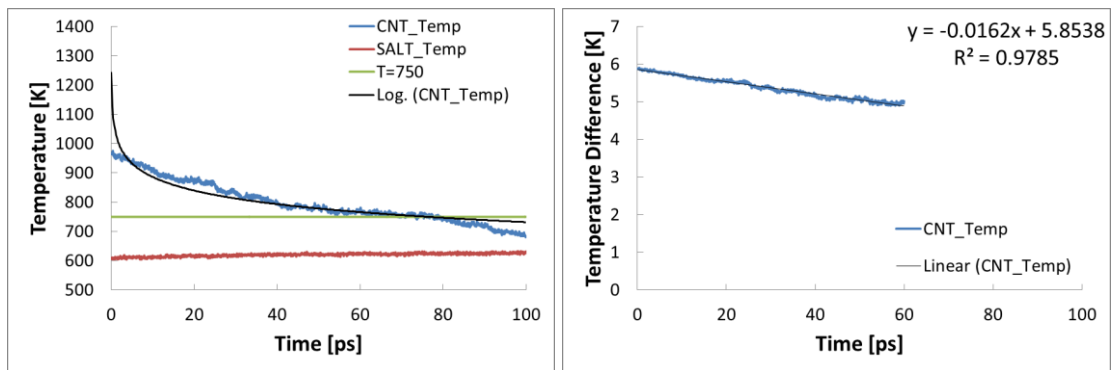 1400
1300
1200
1100
1000
900
800
700
600
500
Temperature [K]
CNT_Temp
SALT_Temp
T=750
Log. (CNT_Temp)
0
20
40
60
80
100
Time [ps]
7
6
5
4
3
2
1
0
Temperature Difference [K]
y = -0.0162x + 5.8538
R² = 0.9785
CNT_Temp
Linear (CNT_Temp)
0
20
40
60
80
100
Time [ps]